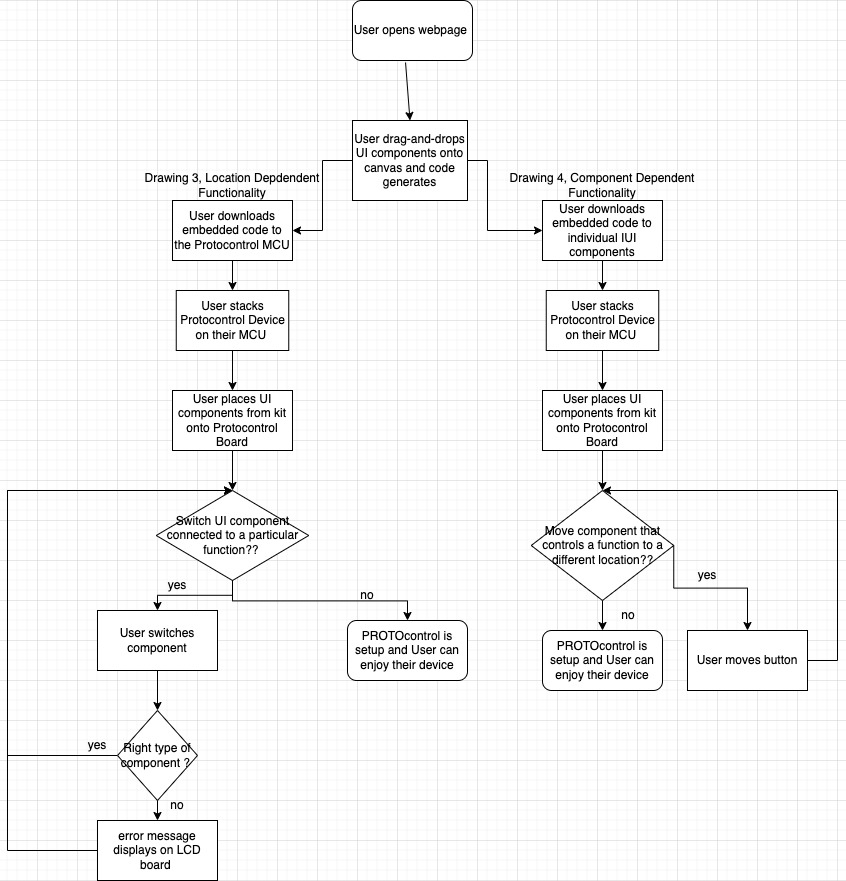 User opens webpage
User drag-and-drops
UI components onto
canvas and code
generates
Drawing 3, Location Depdendent
Functionality
User downloads
embedded code to
the Protocontrol MCU
User stacks
Protocontrol Device
on their MCU
User places UI
components from kit
onto Protocontrol
Board
Switch UI component
connected to a particular
function??
yes
no
User switches
component
PROTOcontrol is
setup and User can
enjoy their device
Right type of
component ?
yes
no
error message
displays on LCD
board
Drawing 4, Component Dependent
Functionality
User downloads
embedded code to
individual IUI
components
User stacks
Protocontrol Device
on their MCU
User places UI
components from kit
onto Protocontrol
Board
Move component that
controls a function to a
different location??
yes
no
PROTOcontrol is
setup and User can
enjoy their device
User moves button